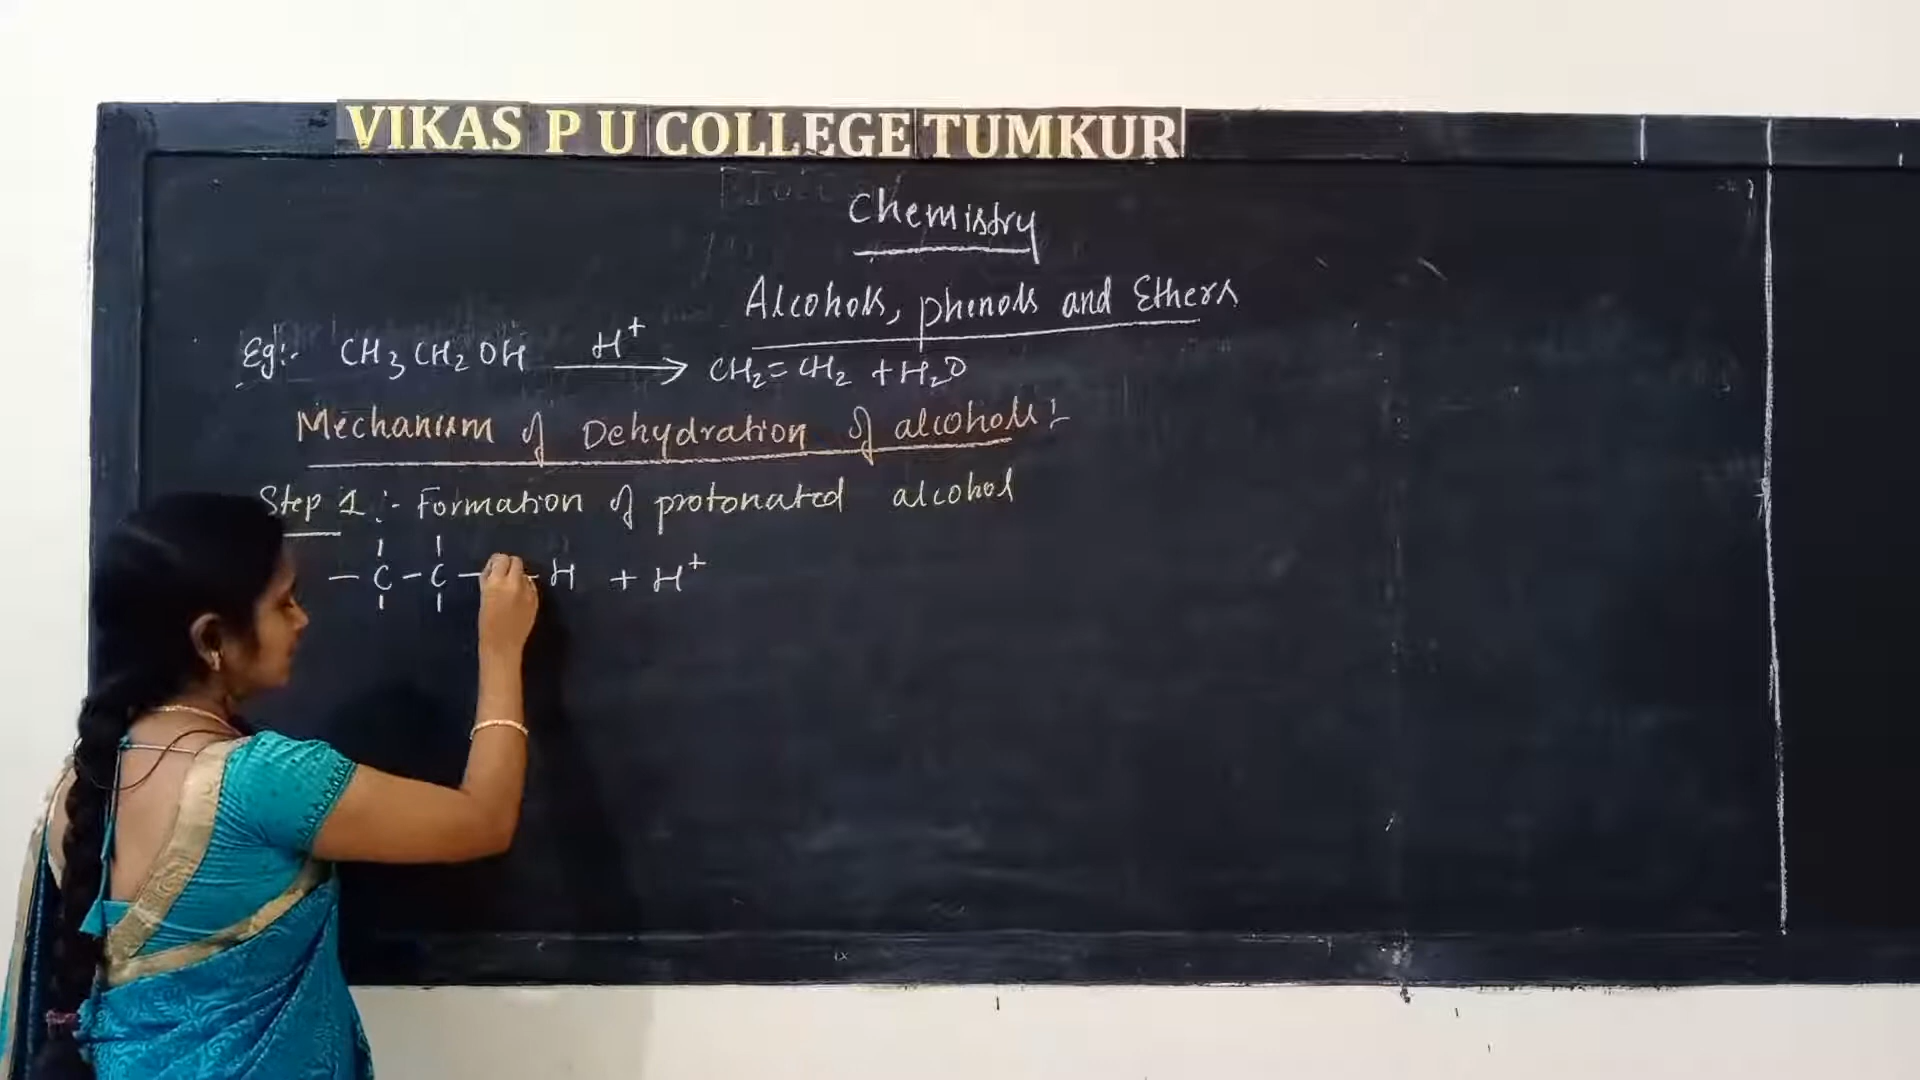 VIKAS P U COLLEGE TUMKUR
Chemistry
Alcohols, phenols and Ethers
Eg:- CH₃CH₂OH H⁺ → CH₂=CH₂ + H₂O
Mechanism of Dehydration of alcohols:-
Step 1:- Formation of protonated alcohol
– C – C – – H + H⁺